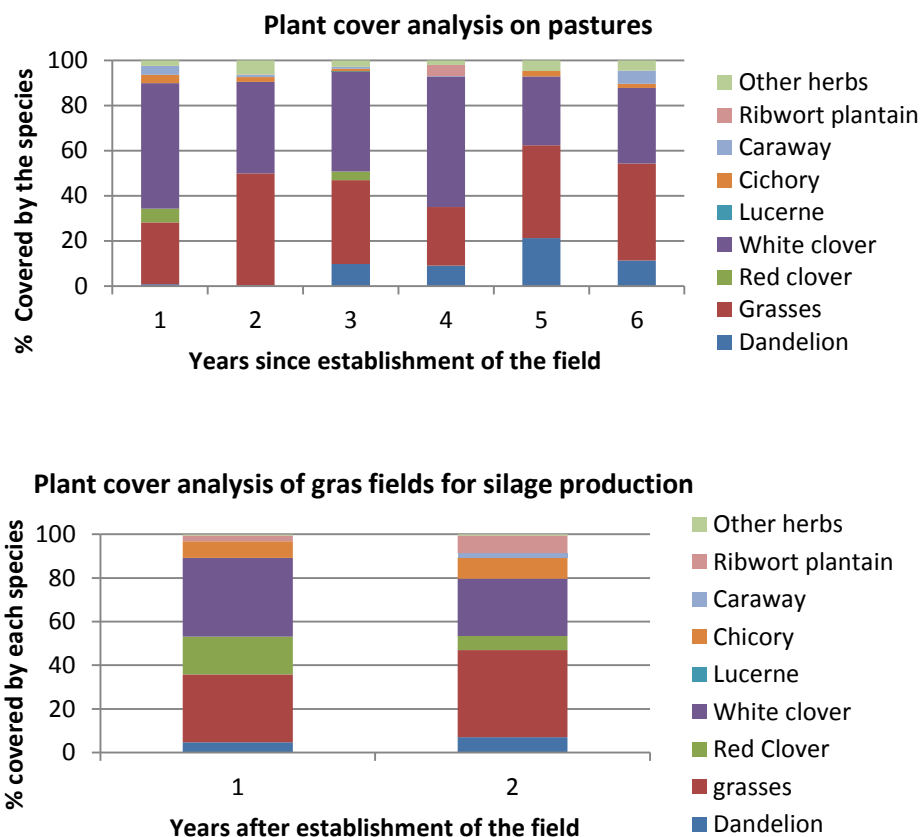 Plant cover analysis on pastures
% Covered by the species
100
80
60
40
20
0
1 2 3 4 5 6
Years since establishment of the field
Other herbs
Ribwort plantain
Caraway
Cichory
Lucerne
White clover
Red clover
Grasses
Dandelion
Plant cover analysis of gras fields for silage production
% covered by each species
100
80
60
40
20
0
1 2
Years after establishment of the field
Other herbs
Ribwort plantain
Caraway
Chicory
Lucerne
White clover
Red Clover
grasses
Dandelion